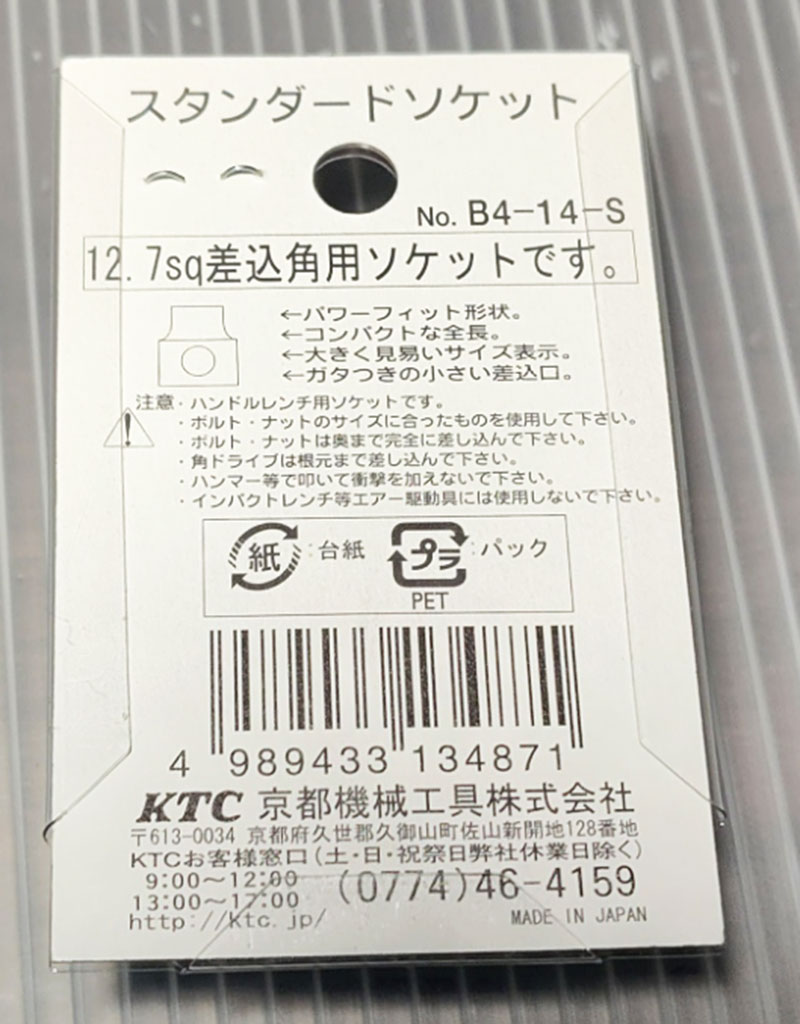 スタンダードソケット
No. B4-14-S
12.7sq差込角用ソケットです。
←パワーフィット形状。
←コンパクトな全長。
←大きく見易いサイズ表示。
←ガタつきの小さい差込口。
注意・ハンドルレンチ用ソケットです。
・ボルト・ナットのサイズに合ったものを使用して下さい。
・ボルト・ナットは奥まで完全に差し込んで下さい。
・角ドライブは根元まで差し込んで下さい。
・ハンマー等で叩いて衝撃を加えないで下さい。
・インパクトレンチ等エアー駆動具には使用しないで下さい。
紙：台紙 プラ：パック
PET
4 989433 134871
KTC 京都機械工具株式会社
〒613-0034 京都府久世郡久御山町佐山新開地128番地
KTCお客様窓口(土・日・祝祭日弊社休業日除く)
9:00～12:00
13:00～17:00 (0774)46-4159
http://ktc.jp/ MADE IN JAPAN